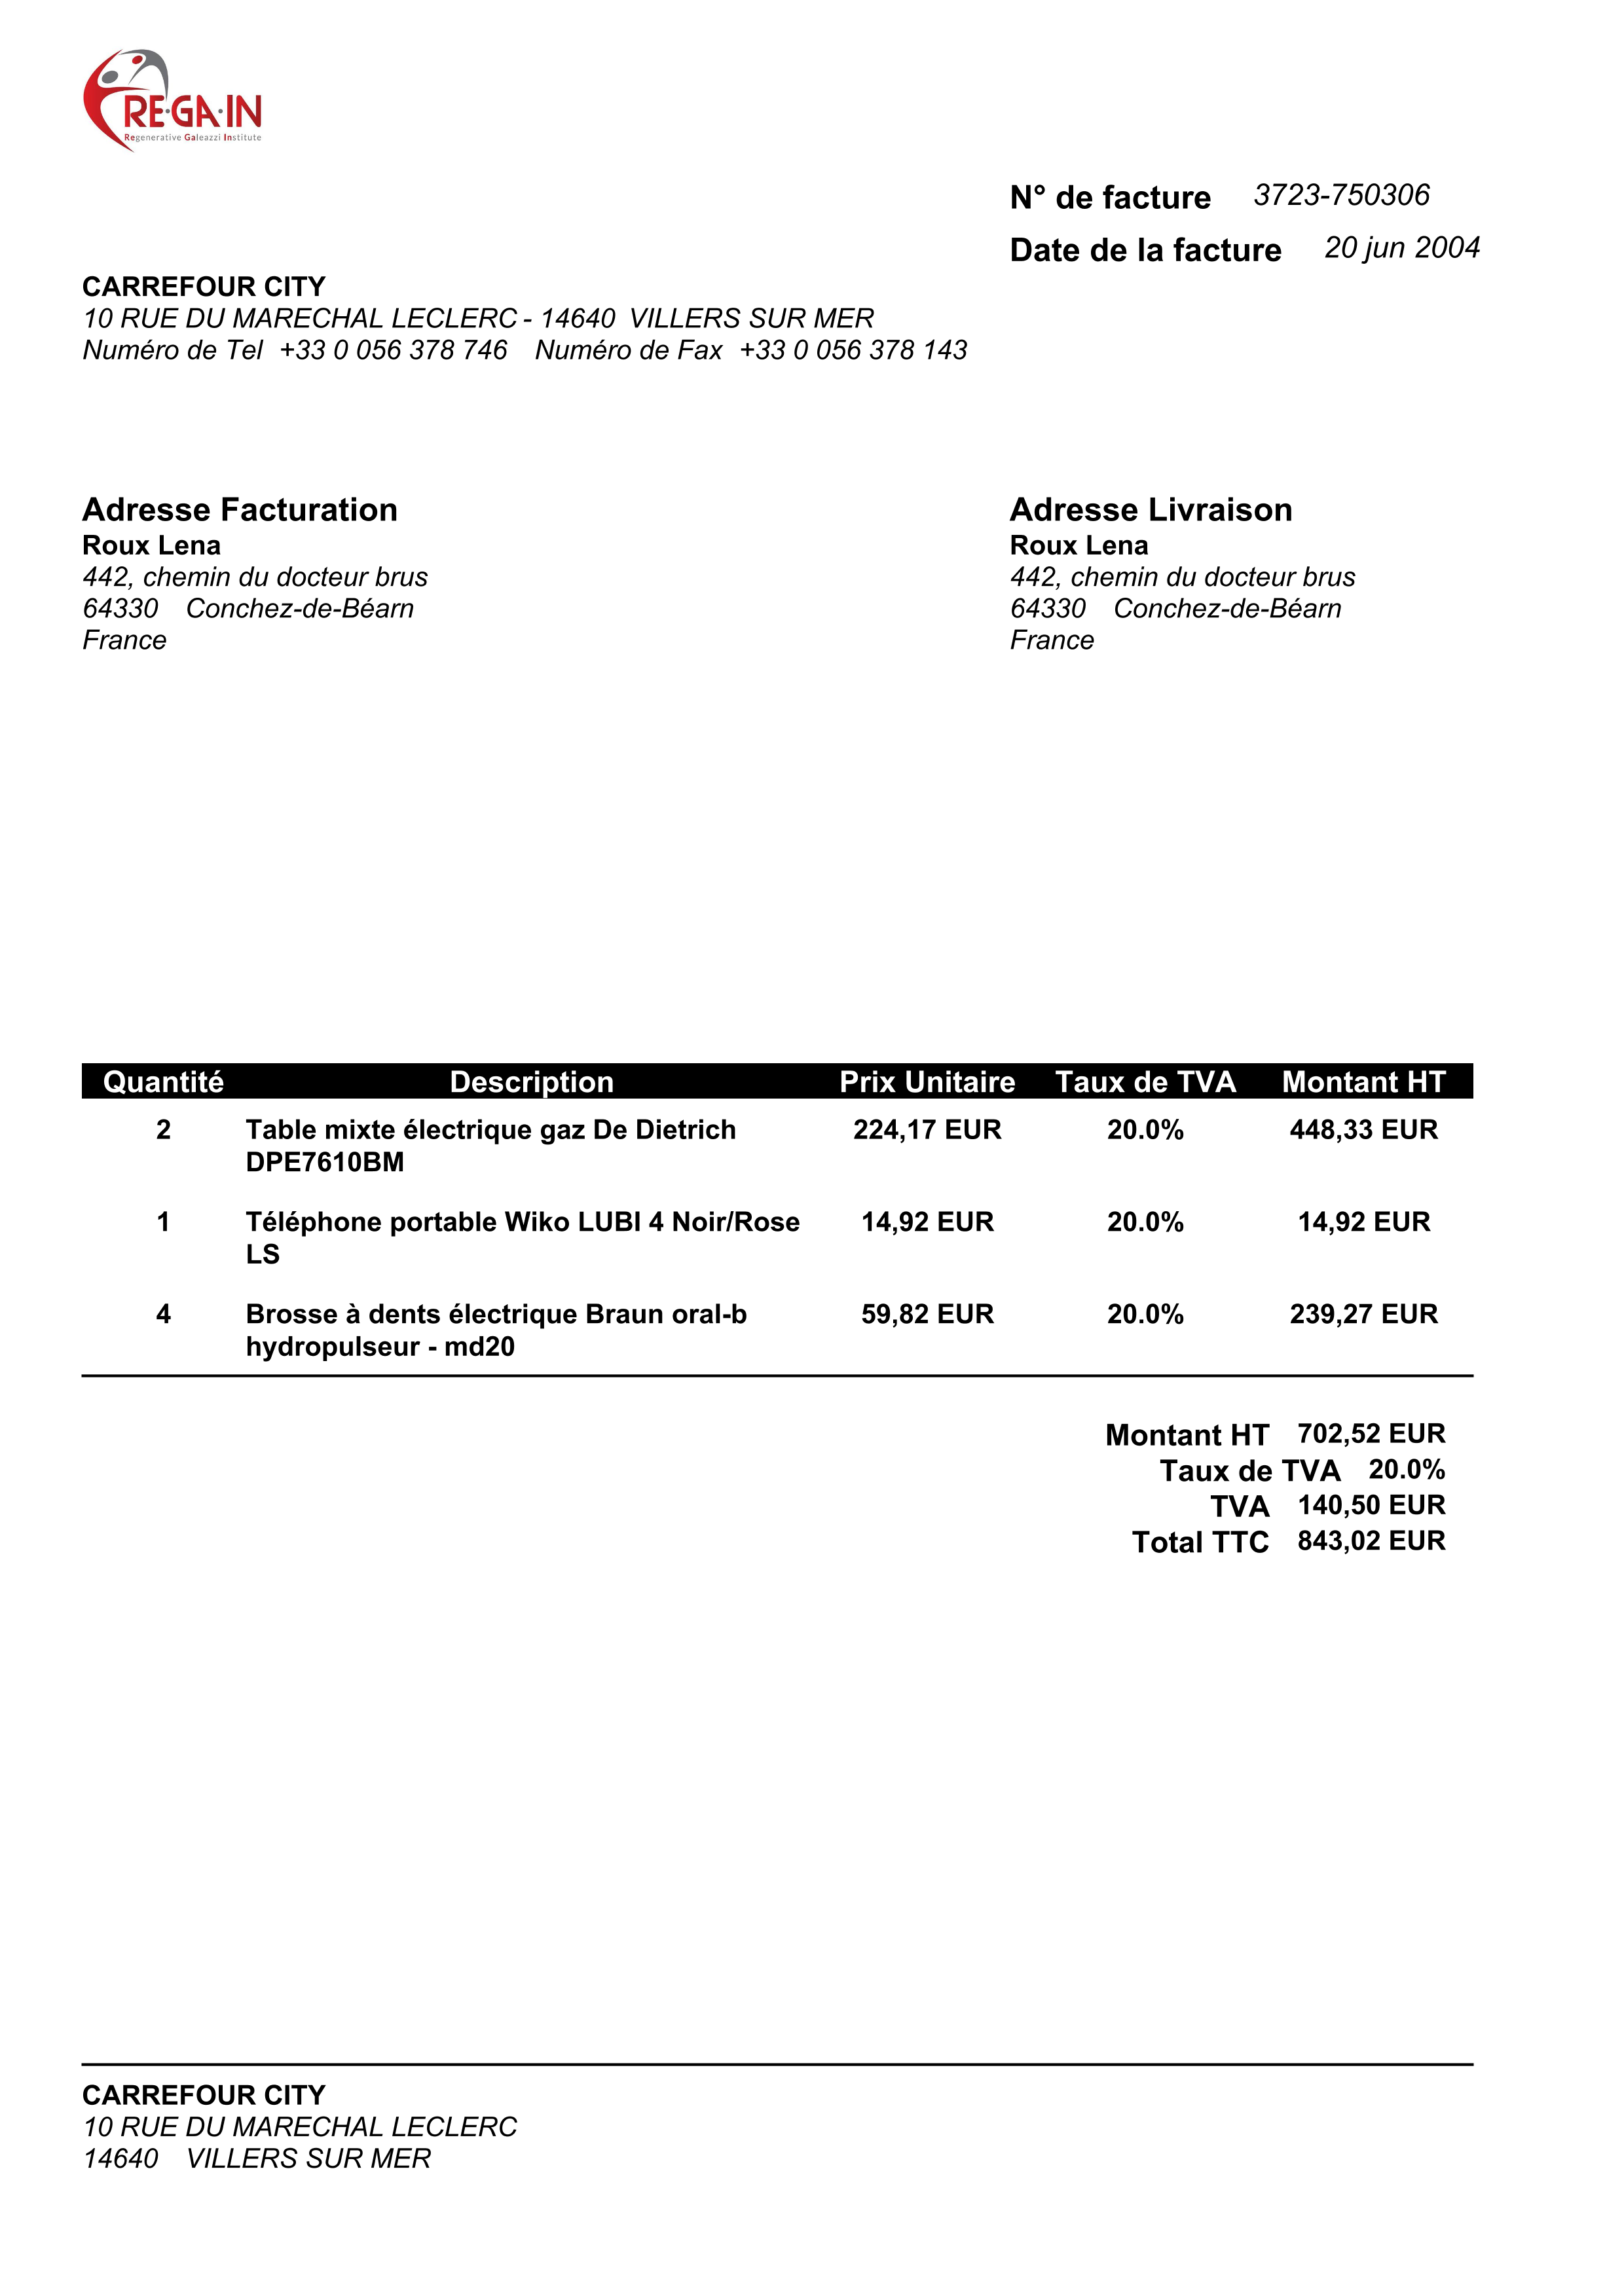 RE·GA·IN
Regenerative Galeazzi Institute
N° de facture 3723-750306
Date de la facture 20 jun 2004
CARREFOUR CITY
10 RUE DU MARECHAL LECLERC - 14640 VILLERS SUR MER
Numéro de Tel +33 0 056 378 746 Numéro de Fax +33 0 056 378 143
Adresse Facturation
Roux Lena
442, chemin du docteur brus
64330 Conchez-de-Béarn
France
Adresse Livraison
Roux Lena
442, chemin du docteur brus
64330 Conchez-de-Béarn
France
Quantité Description Prix Unitaire Taux de TVA Montant HT
2 Table mixte électrique gaz De Dietrich 224,17 EUR 20.0% 448,33 EUR
DPE7610BM
1 Téléphone portable Wiko LUBI 4 Noir/Rose 14,92 EUR 20.0% 14,92 EUR
LS
4 Brosse à dents électrique Braun oral-b 59,82 EUR 20.0% 239,27 EUR
hydropulseur - md20
Montant HT 702,52 EUR
Taux de TVA 20.0%
TVA 140,50 EUR
Total TTC 843,02 EUR
CARREFOUR CITY
10 RUE DU MARECHAL LECLERC
14640 VILLERS SUR MER